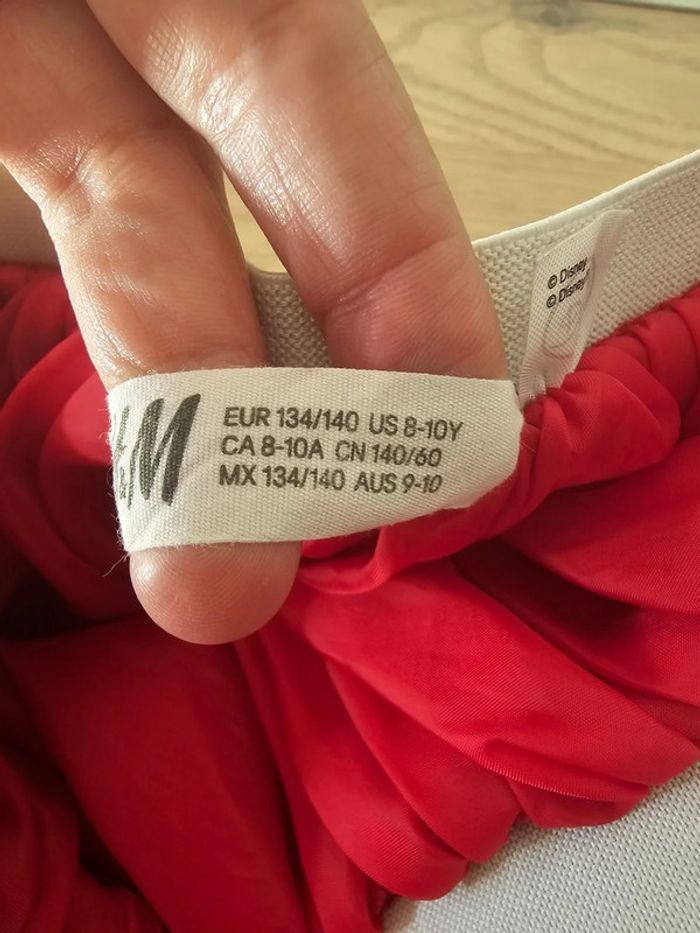 H&M
EUR 134/140 US 8-10Y
CA 8-10A CN 140/60
MX 134/140 AUS 9-10
© Disney
© Disney